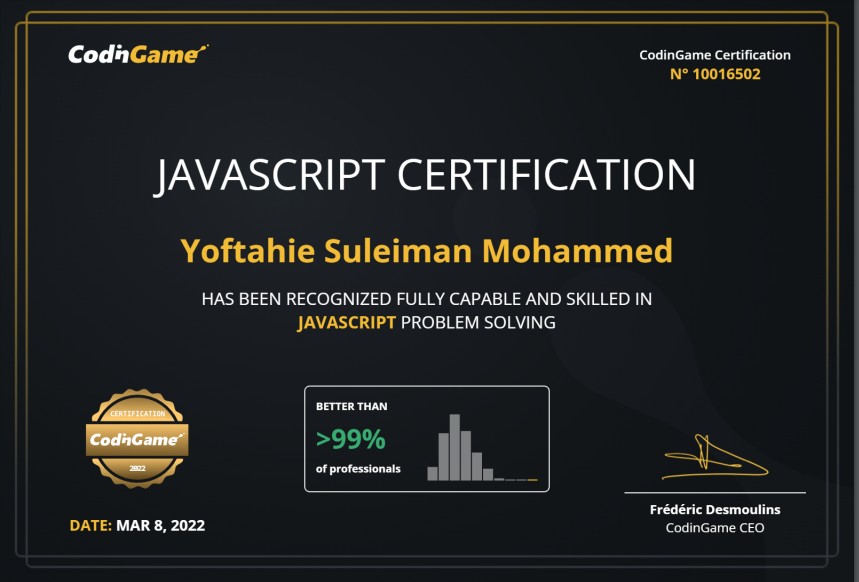 CodinGame
CodinGame Certification
N° 10016502
JAVASCRIPT CERTIFICATION
Yoftahie Suleiman Mohammed
HAS BEEN RECOGNIZED FULLY CAPABLE AND SKILLED IN
JAVASCRIPT PROBLEM SOLVING
CERTIFICATION
CodinGame
2022
DATE: MAR 8, 2022
BETTER THAN
>99%
of professionals
Frédéric Desmoulins
CodinGame CEO